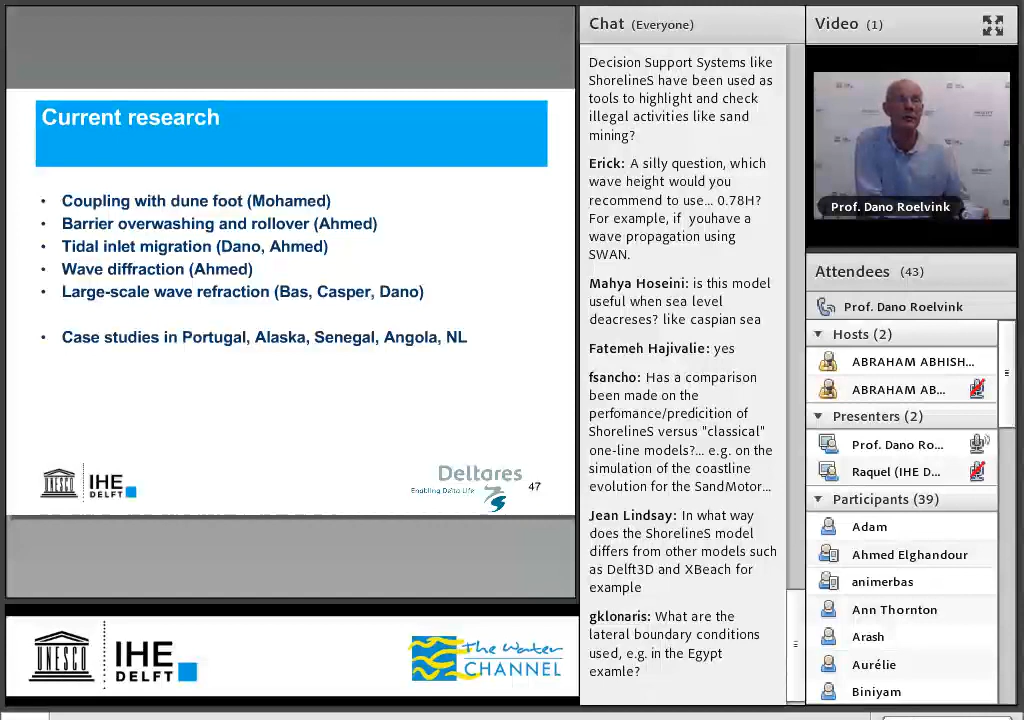 Current research
• Coupling with dune foot (Mohamed)
• Barrier overwashing and rollover (Ahmed)
• Tidal inlet migration (Dano, Ahmed)
• Wave diffraction (Ahmed)
• Large-scale wave refraction (Bas, Casper, Dano)
• Case studies in Portugal, Alaska, Senegal, Angola, NL
UNESCO
IHE
DELFT
Deltares
Enabling Delta Life
47
UNESCO
IHE
DELFT
the Water
CHANNEL
Chat (Everyone)
Decision Support Systems like
ShorelineS have been used as
tools to highlight and check
illegal activities like sand
mining?
Erick: A silly question, which
wave height would you
recommend to use... 0.78H?
For example, if youhave a
wave propagation using
SWAN.
Mahya Hoseini: is this model
useful when sea level
deacreses? like caspian sea
Fatemeh Hajivalie: yes
fsancho: Has a comparison
been made on the
perfomance/predicition of
ShorelineS versus "classical"
one-line models?... e.g. on the
simulation of the coastline
evolution for the SandMotor...
Jean Lindsay: In what way
does the ShorelineS model
differs from other models such
as Delft3D and XBeach for
example
gklonaris: What are the
lateral boundary conditions
used, e.g. in the Egypt
examle?
Video (1)
Prof. Dano Roelvink
Attendees (43)
Prof. Dano Roelvink
Hosts (2)
ABRAHAM ABHISH...
ABRAHAM AB...
Presenters (2)
Prof. Dano Ro...
Raquel (IHE D...
Participants (39)
Adam
Ahmed Elghandour
animerbas
Ann Thornton
Arash
Aurélie
Biniyam